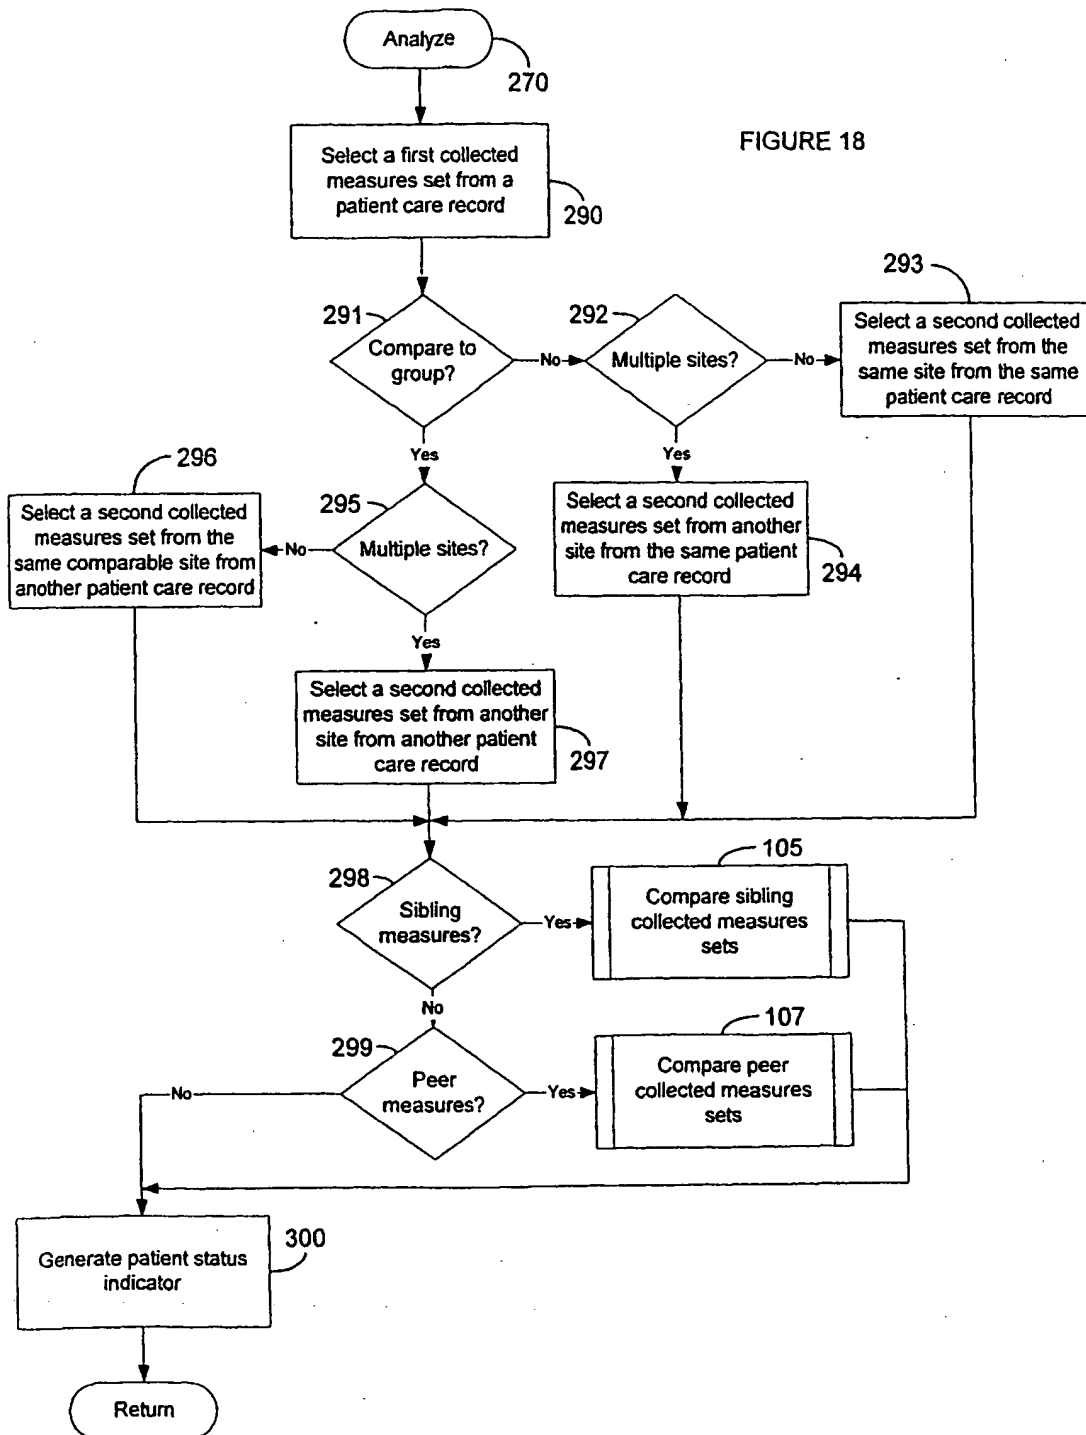 Analyze
270
FIGURE 18
Select a first collected
measures set from a
patient care record
290
291
Compare to
group?
No
292
Multiple sites?
No
293
Select a second collected
measures set from the
same site from the same
patient care record
Yes
Yes
296
Select a second collected
measures set from the
same comparable site from
another patient care record
No
295
Multiple sites?
Select a second collected
measures set from another
site from the same patient
care record
294
Yes
Select a second collected
measures set from another
site from another patient
care record
297
298
Sibling
measures?
Yes
105
Compare sibling
collected measures
sets
No
299
Peer
measures?
No
Yes
107
Compare peer
collected measures
sets
Generate patient status
indicator
300
Return